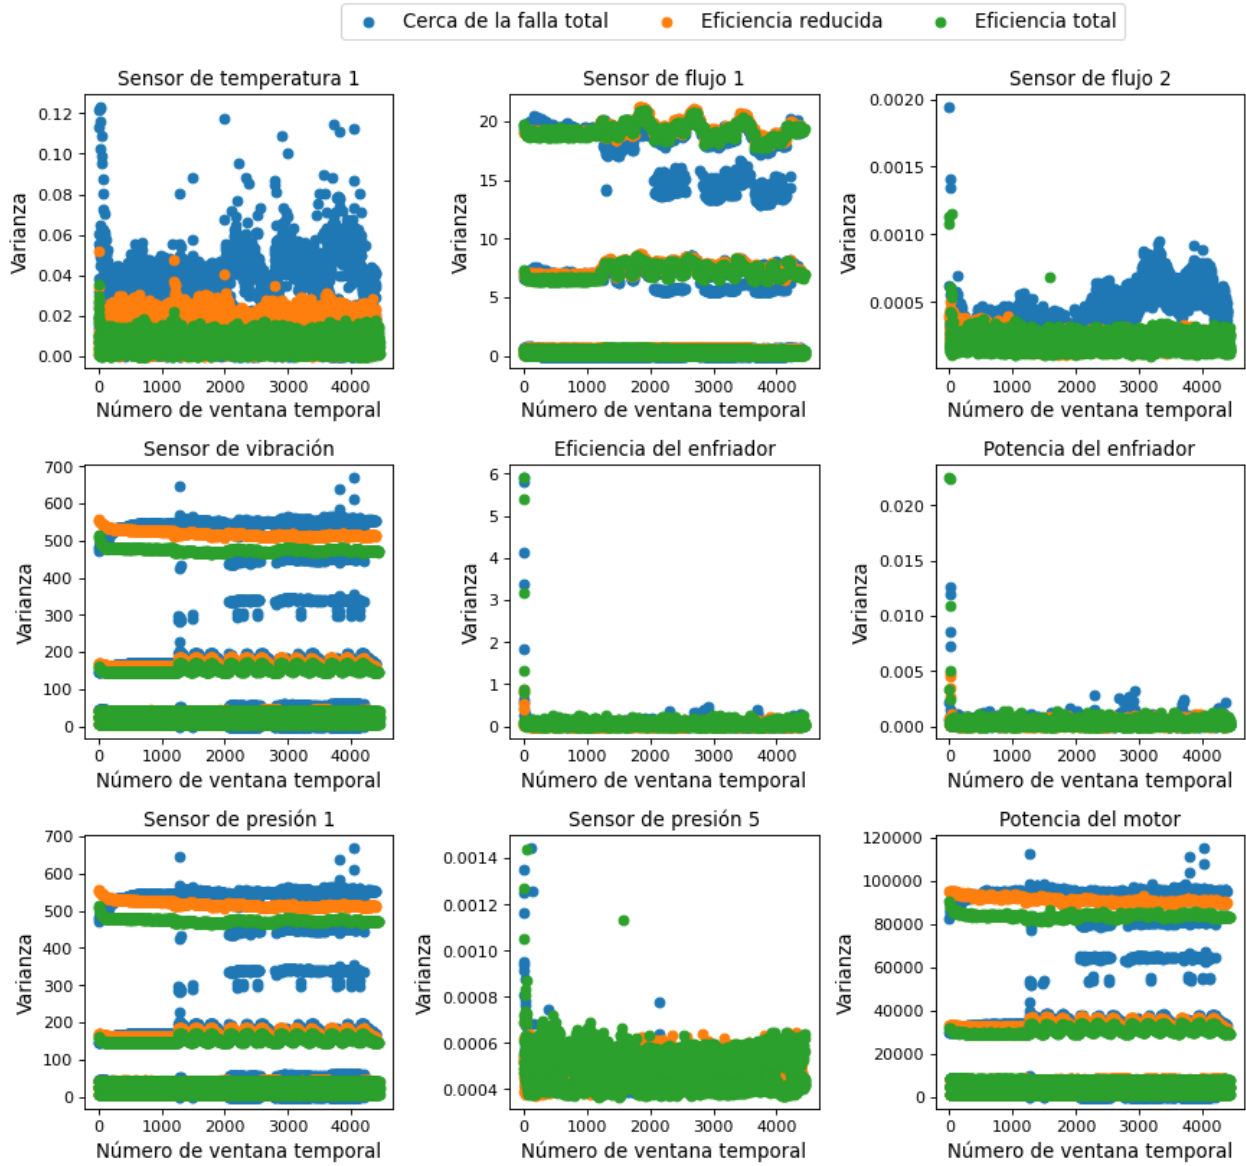 Cerca de la falla total Eficiencia reducida Eficiencia total
Sensor de temperatura 1
Varianza
0.12
0.10
0.08
0.06
0.04
0.02
0.00
0 1000 2000 3000 4000
Número de ventana temporal
Sensor de flujo 1
Varianza
20
15
10
5
0
0 1000 2000 3000 4000
Número de ventana temporal
Sensor de flujo 2
Varianza
0.0020
0.0015
0.0010
0.0005
0 1000 2000 3000 4000
Número de ventana temporal
Sensor de vibración
Varianza
700
600
500
400
300
200
100
0
0 1000 2000 3000 4000
Número de ventana temporal
Eficiencia del enfriador
Varianza
6
5
4
3
2
1
0
0 1000 2000 3000 4000
Número de ventana temporal
Potencia del enfriador
Varianza
0.020
0.015
0.010
0.005
0.000
0 1000 2000 3000 4000
Número de ventana temporal
Sensor de presión 1
Varianza
700
600
500
400
300
200
100
0
0 1000 2000 3000 4000
Número de ventana temporal
Sensor de presión 5
Varianza
0.0014
0.0012
0.0010
0.0008
0.0006
0.0004
0 1000 2000 3000 4000
Número de ventana temporal
Potencia del motor
Varianza
120000
100000
80000
60000
40000
20000
0
0 1000 2000 3000 4000
Número de ventana temporal